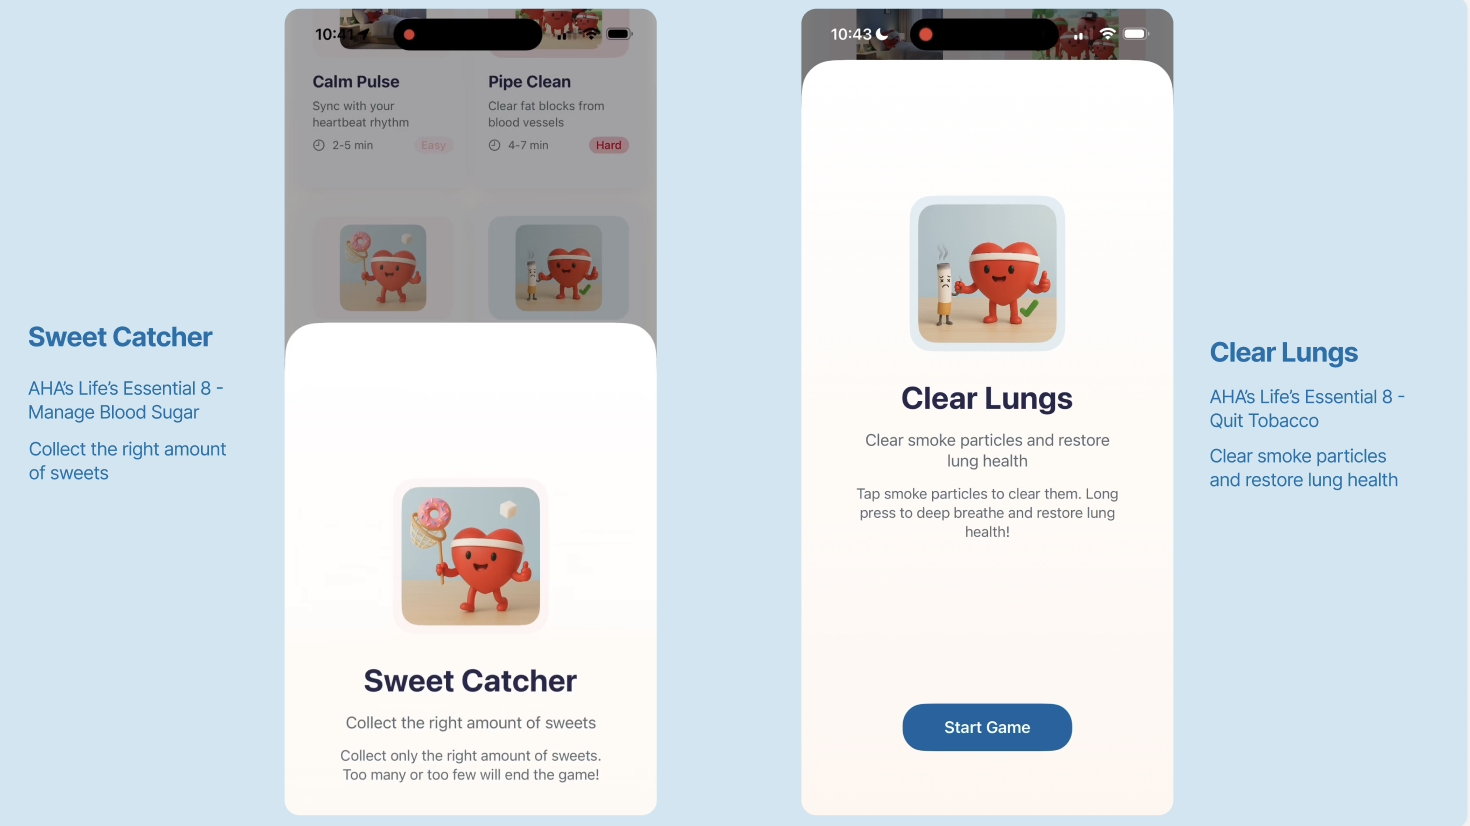 Sweet Catcher
AHA's Life's Essential 8 -
Manage Blood Sugar
Collect the right amount
of sweets
10:41
Calm Pulse
Sync with your
heartbeat rhythm
2-5 min
Easy
Pipe Clean
Clear fat blocks from
blood vessels
4-7 min
Hard
Sweet Catcher
Collect the right amount of sweets
Collect only the right amount of sweets.
Too many or too few will end the game!
10:43
Clear Lungs
Clear smoke particles and restore
lung health
Tap smoke particles to clear them. Long
press to deep breathe and restore lung
health!
Start Game
Clear Lungs
AHA's Life's Essential 8 -
Quit Tobacco
Clear smoke particles
and restore lung health